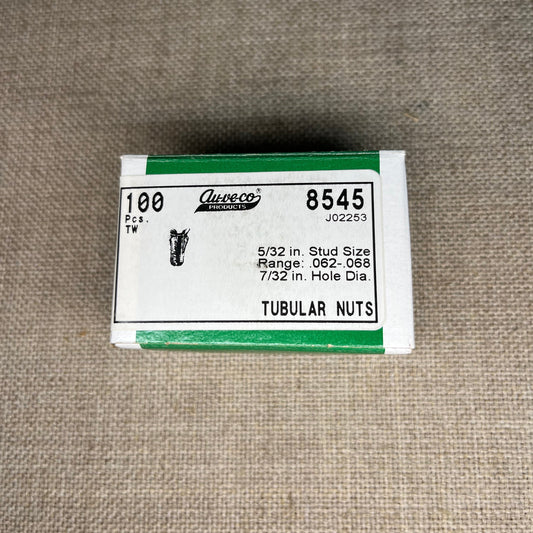 100
Pcs.
TW
au-ve-co®
PRODUCTS
8545
J02253
5/32 in. Stud Size
Range: .062-.068
7/32 in. Hole Dia.
TUBULAR NUTS